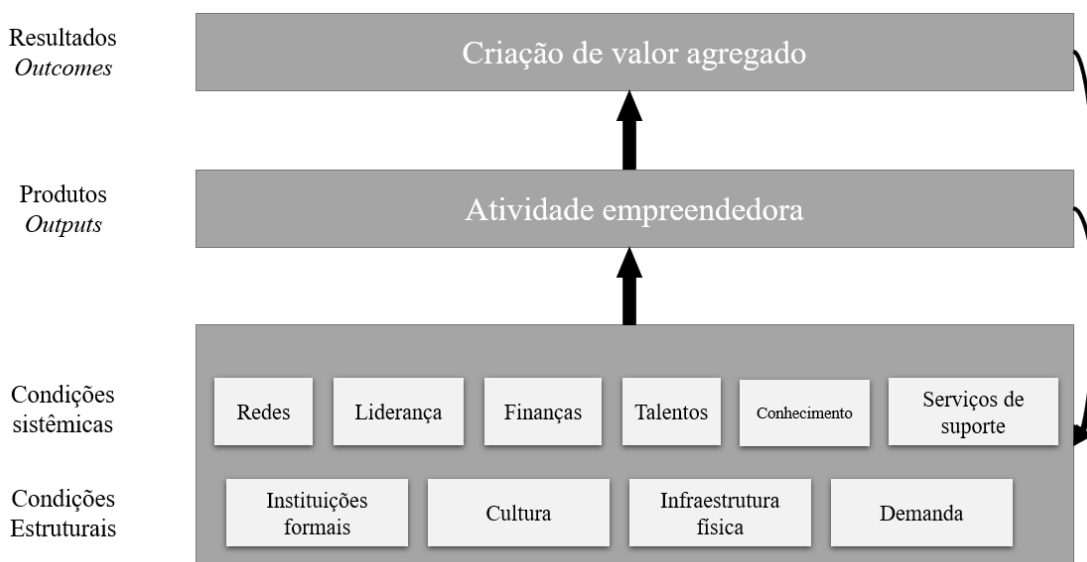 Resultados
Outcomes
Criação de valor agregado
Produtos
Outputs
Atividade empreendedora
Condições
sistêmicas
Redes
Liderança
Finanças
Talentos
Conhecimento
Serviços de
suporte
Condições
Estruturais
Instituições
formais
Cultura
Infraestrutura
física
Demanda